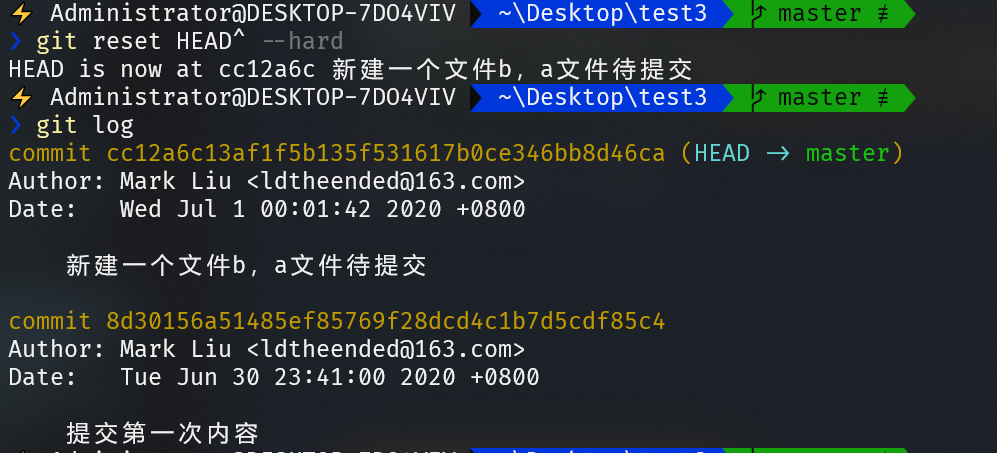 ⚡ Administrator@DESKTOP-7DO4VIV ~\Desktop\test3 master ≢
❯ git reset HEAD^ --hard
HEAD is now at cc12a6c 新建一个文件b，a文件待提交
⚡ Administrator@DESKTOP-7DO4VIV ~\Desktop\test3 master ≢
❯ git log
commit cc12a6c13af1f5b135f531617b0ce346bb8d46ca (HEAD -> master)
Author: Mark Liu <ldtheended@163.com>
Date:   Wed Jul 1 00:01:42 2020 +0800
新建一个文件b，a文件待提交
commit 8d30156a51485ef85769f28dcd4c1b7d5cdf85c4
Author: Mark Liu <ldtheended@163.com>
Date:   Tue Jun 30 23:41:00 2020 +0800
提交第一次内容